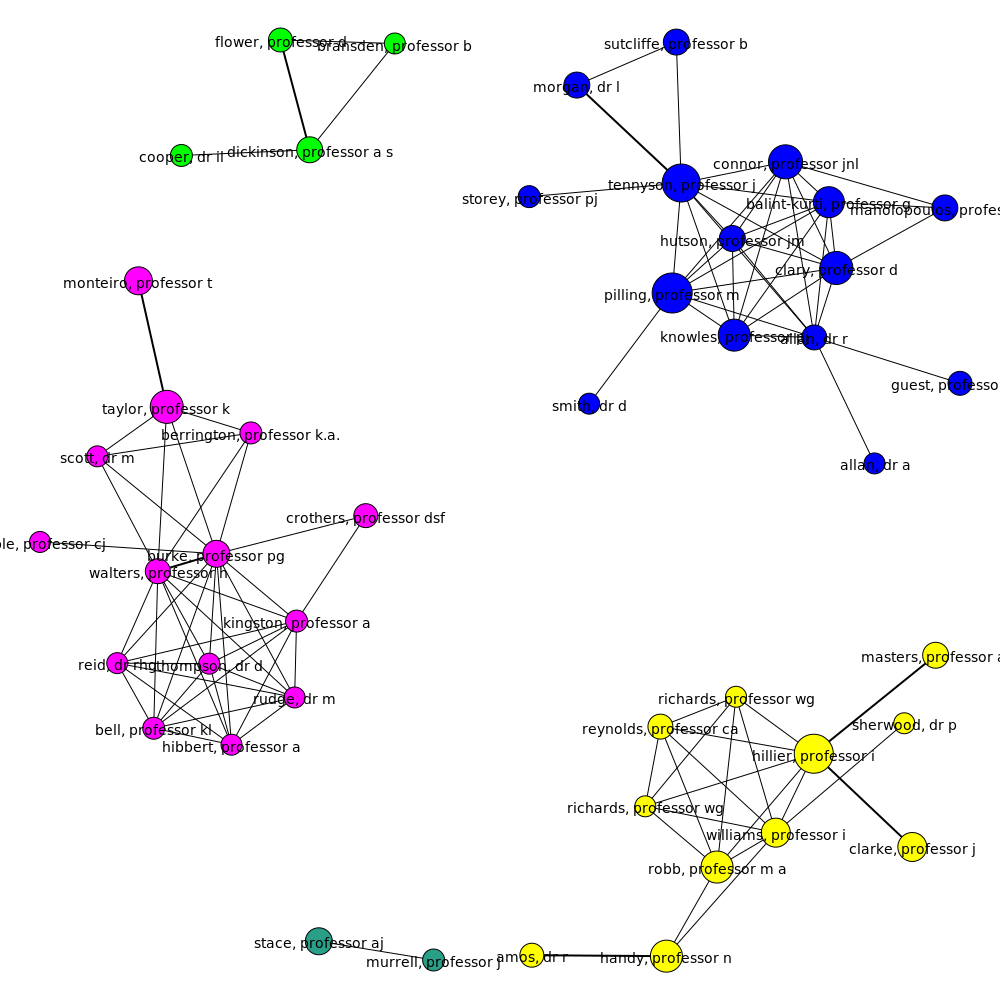 flower, professor d
bransden, professor b
cooper, dr il
dickinson, professor a s
sutcliffe, professor b
morgan, dr l
connor, professor jnl
tennyson, professor j
storey, professor pj
balint-kurti, professor g
manolopoulos, profes
hutson, professor jm
clary, professor d
pilling, professor m
knowles, professor
allan, dr r
guest, professo
smith, dr d
allan, dr a
monteiro, professor t
taylor, professor k
berrington, professor k.a.
scott, dr m
crothers, professor dsf
ble, professor cj
burke, professor pg
walters, professor h
kingston, professor a
reid, dr rhg
thompson, dr d
rudge, dr m
bell, professor kl
hibbert, professor a
masters, professor a
richards, professor wg
reynolds, professor ca
sherwood, dr p
hillier, professor i
richards, professor wg
williams, professor i
clarke, professor j
robb, professor m a
stace, professor aj
murrell, professor j
amos, dr r
handy, professor n